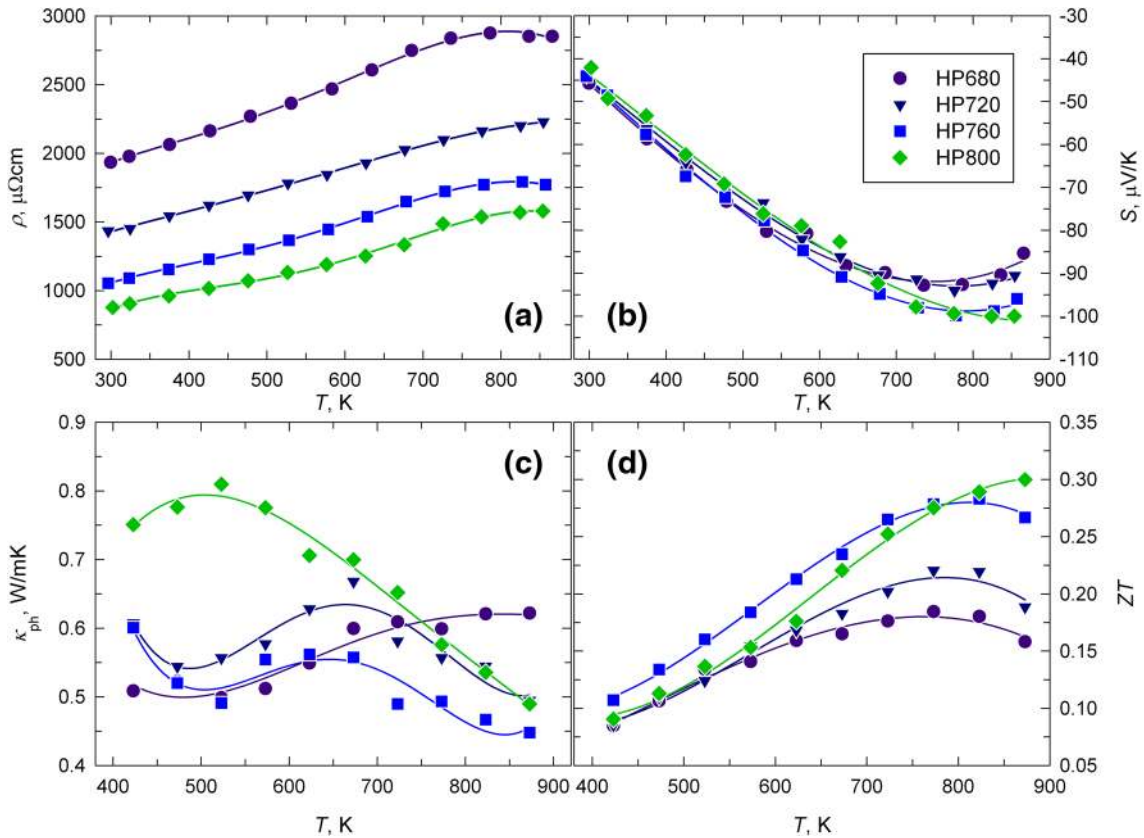 3000
2500
2000
1500
1000
500
ρ, μΩcm
300 400 500 600 700 800
T, K
(a)
-30
-40
-50
-60
-70
-80
-90
-100
-110
S, μV/K
300 400 500 600 700 800 900
T, K
(b)
HP680
HP720
HP760
HP800
0.9
0.8
0.7
0.6
0.5
0.4
κph, W/mK
400 500 600 700 800 900
T, K
(c)
(d)
0.35
0.30
0.25
0.20
0.15
0.10
0.05
ZT
400 500 600 700 800 900
T, K